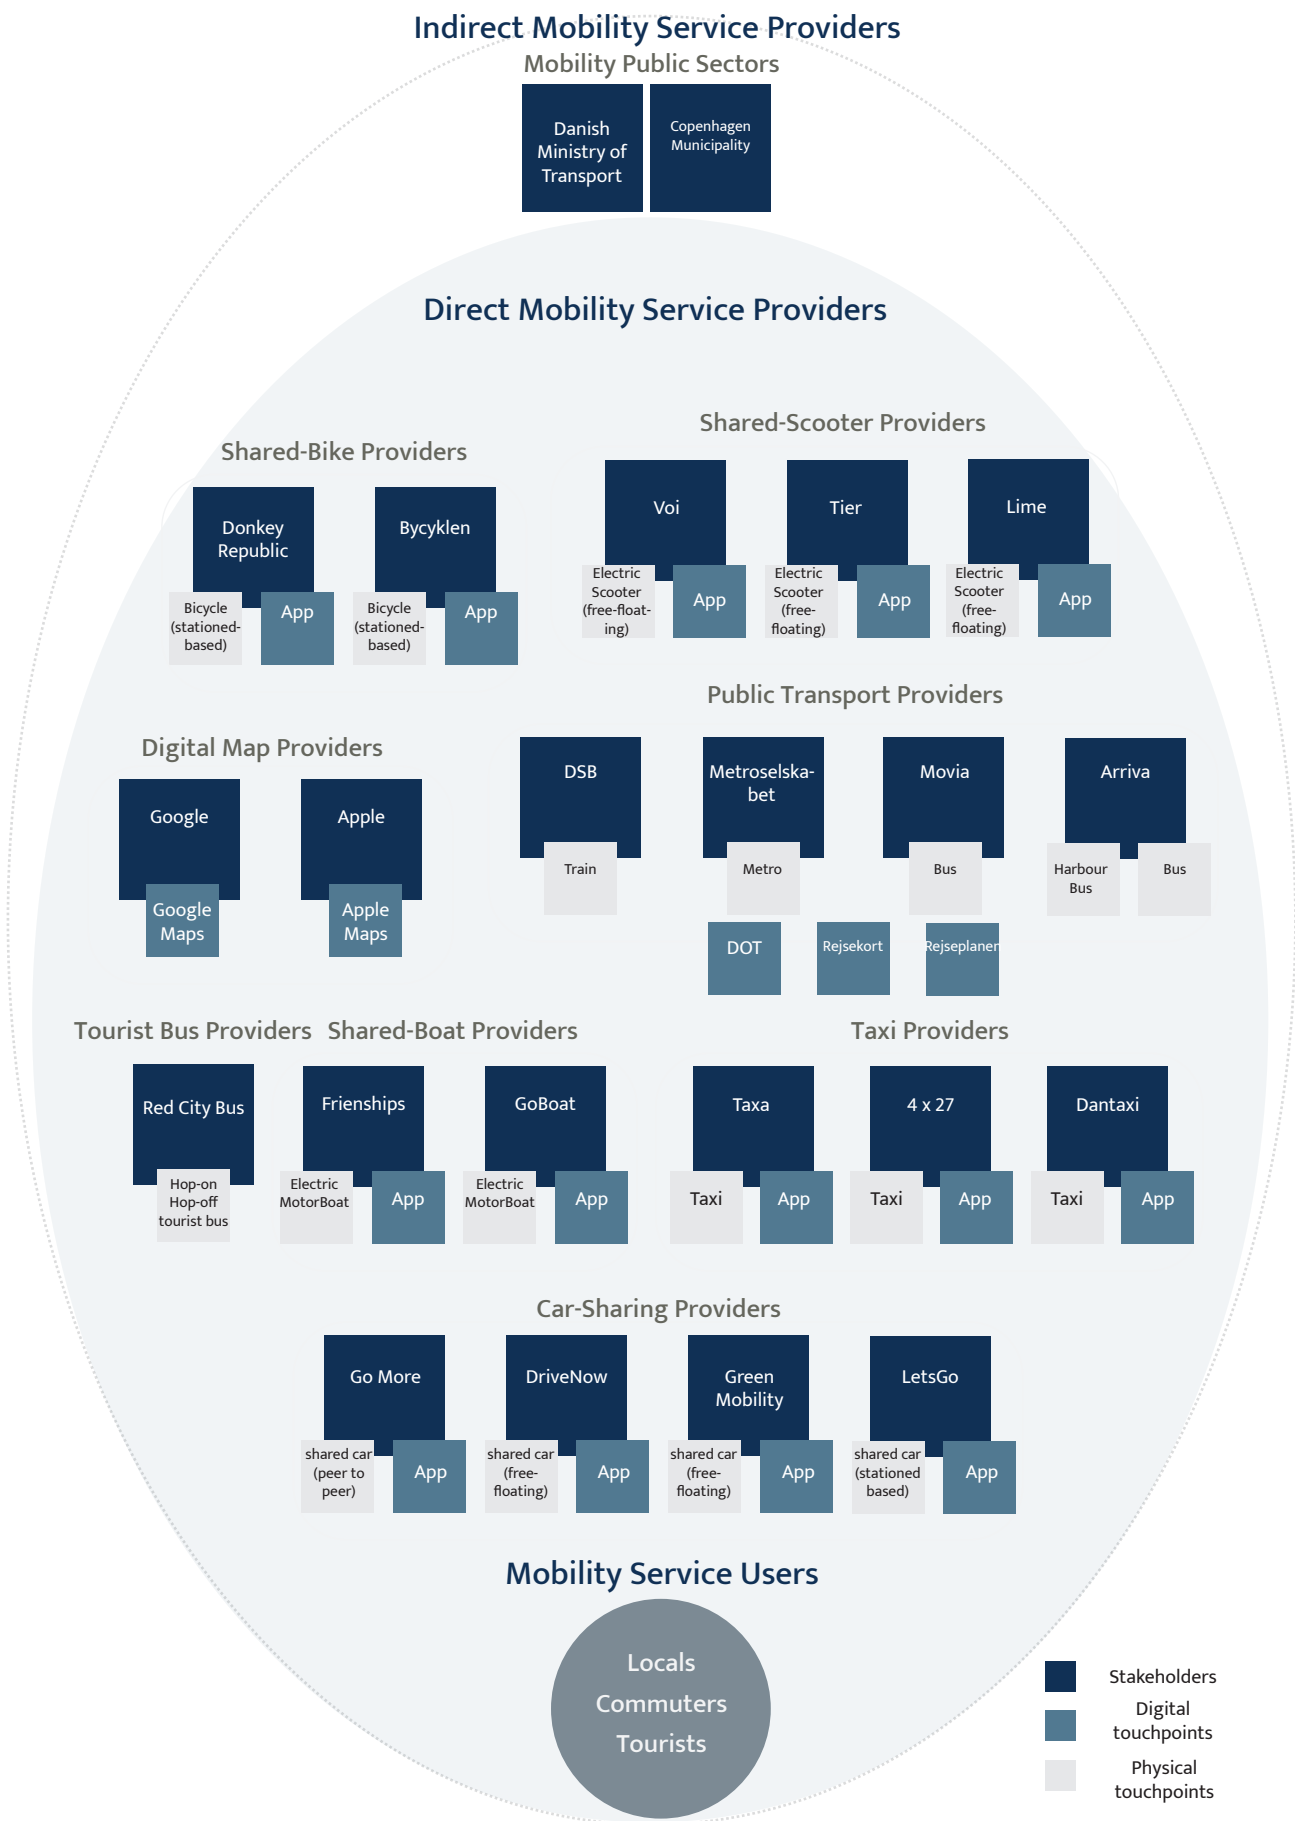 Indirect Mobility Service Providers
Mobility Public Sectors
Danish
Ministry of
Transport
Copenhagen
Municipality
Direct Mobility Service Providers
Shared-Bike Providers
Donkey
Republic
Bicycle
(stationed-
based)
App
Bycyklen
Bicycle
(stationed-
based)
App
Shared-Scooter Providers
Voi
Electric
Scooter
(free-float-
ing)
App
Tier
Electric
Scooter
(free-
floating)
App
Lime
Electric
Scooter
(free-
floating)
App
Digital Map Providers
Google
Google
Maps
Apple
Apple
Maps
Public Transport Providers
DSB
Train
Metroselska-
bet
Metro
Movia
Bus
Arriva
Harbour
Bus
Bus
DOT
Rejsekort
Rejseplanen
Tourist Bus Providers
Red City Bus
Hop-on
Hop-off
tourist bus
Shared-Boat Providers
Frienships
Electric
MotorBoat
App
GoBoat
Electric
MotorBoat
App
Taxi Providers
Taxa
Taxi
App
4 x 27
Taxi
App
Dantaxi
Taxi
App
Car-Sharing Providers
Go More
shared car
(peer to
peer)
App
DriveNow
shared car
(free-
floating)
App
Green
Mobility
shared car
(free-
floating)
App
LetsGo
shared car
(stationed
based)
App
Mobility Service Users
Locals
Commuters
Tourists
Stakeholders
Digital
touchpoints
Physical
touchpoints